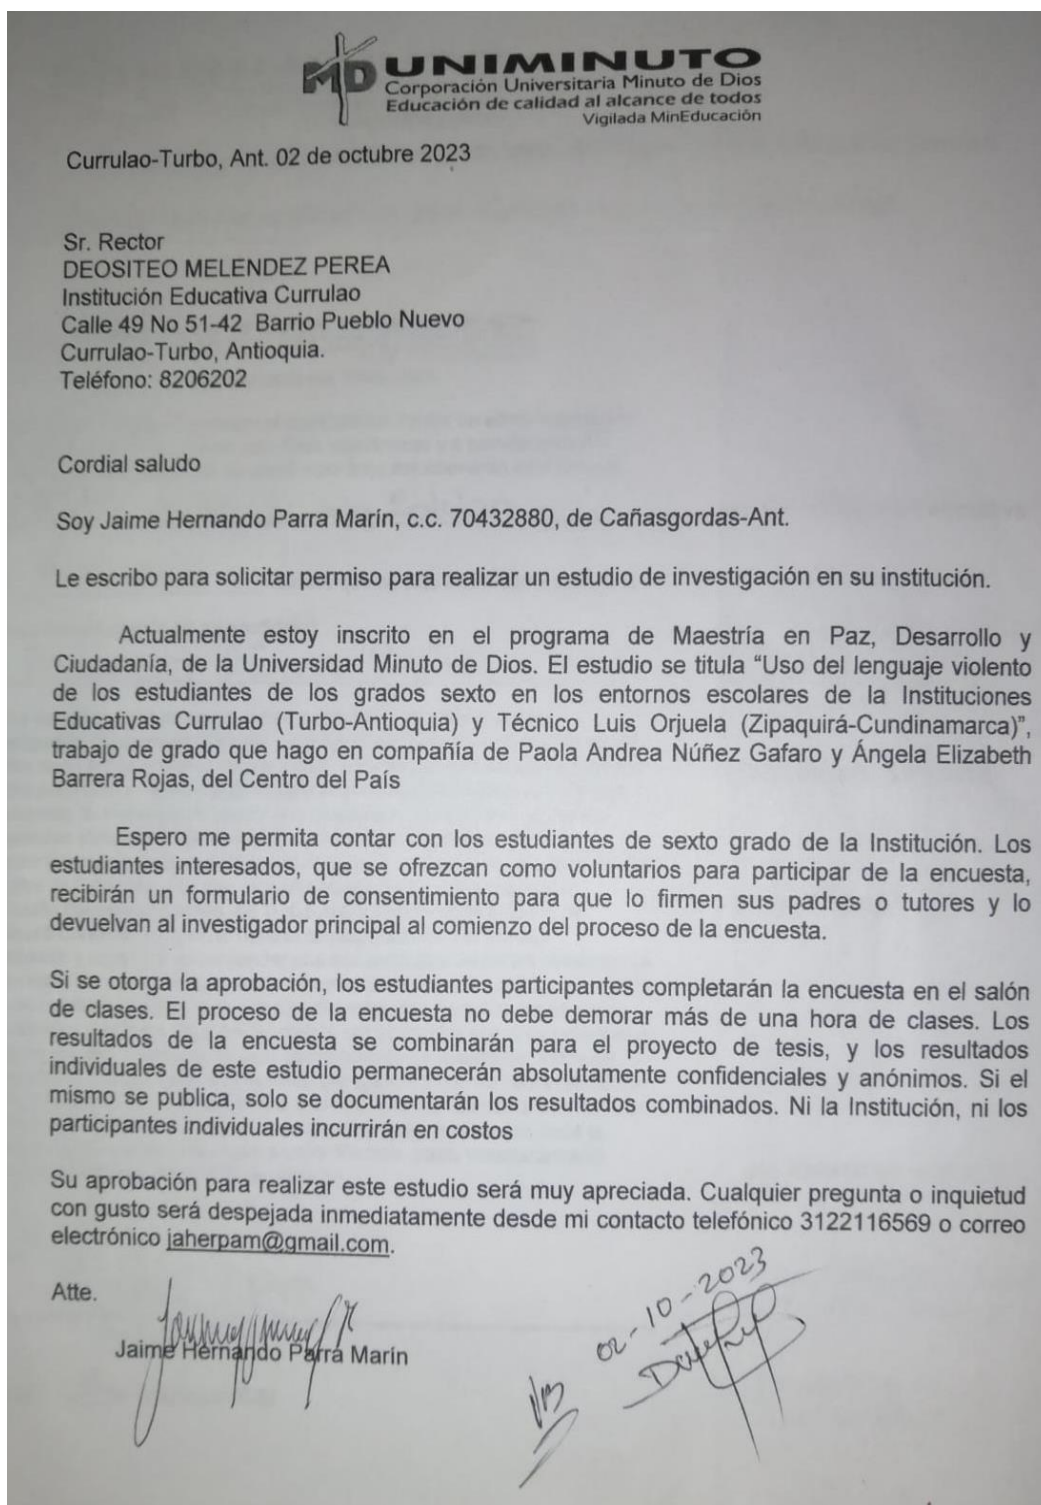 MD UNIMINUTO
Corporación Universitaria Minuto de Dios
Educación de calidad al alcance de todos
Vigilada MinEducación
Currulao-Turbo, Ant. 02 de octubre 2023
Sr. Rector
DEOSITEO MELENDEZ PEREA
Institución Educativa Currulao
Calle 49 No 51-42 Barrio Pueblo Nuevo
Currulao-Turbo, Antioquia.
Teléfono: 8206202
Cordial saludo
Soy Jaime Hernando Parra Marín, c.c. 70432880, de Cañasgordas-Ant.
Le escribo para solicitar permiso para realizar un estudio de investigación en su institución.
Actualmente estoy inscrito en el programa de Maestría en Paz, Desarrollo y
Ciudadanía, de la Universidad Minuto de Dios. El estudio se titula “Uso del lenguaje violento
de los estudiantes de los grados sexto en los entornos escolares de la Instituciones
Educativas Currulao (Turbo-Antioquia) y Técnico Luis Orjuela (Zipaquirá-Cundinamarca)”,
trabajo de grado que hago en compañía de Paola Andrea Núñez Gafaro y Ángela Elizabeth
Barrera Rojas, del Centro del País
Espero me permita contar con los estudiantes de sexto grado de la Institución. Los
estudiantes interesados, que se ofrezcan como voluntarios para participar de la encuesta,
recibirán un formulario de consentimiento para que lo firmen sus padres o tutores y lo
devuelvan al investigador principal al comienzo del proceso de la encuesta.
Si se otorga la aprobación, los estudiantes participantes completarán la encuesta en el salón
de clases. El proceso de la encuesta no debe demorar más de una hora de clases. Los
resultados de la encuesta se combinarán para el proyecto de tesis, y los resultados
individuales de este estudio permanecerán absolutamente confidenciales y anónimos. Si el
mismo se publica, solo se documentarán los resultados combinados. Ni la Institución, ni los
participantes individuales incurrirán en costos
Su aprobación para realizar este estudio será muy apreciada. Cualquier pregunta o inquietud
con gusto será despejada inmediatamente desde mi contacto telefónico 3122116569 o correo
electrónico jaherpam@gmail.com.
Atte.
Jaime Hernando Parra Marín
02-10-2023